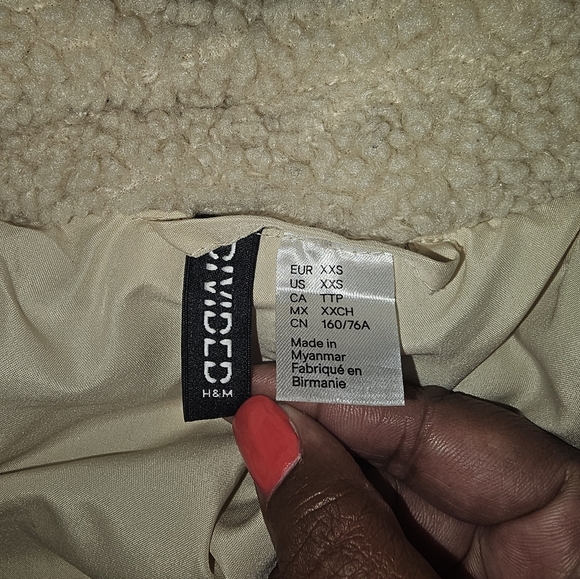 DIVIDED
H&M
EUR XXS
US XXS
CA TTP
MX XXCH
CN 160/76A
Made in
Myanmar
Fabriqué en
Birmanie